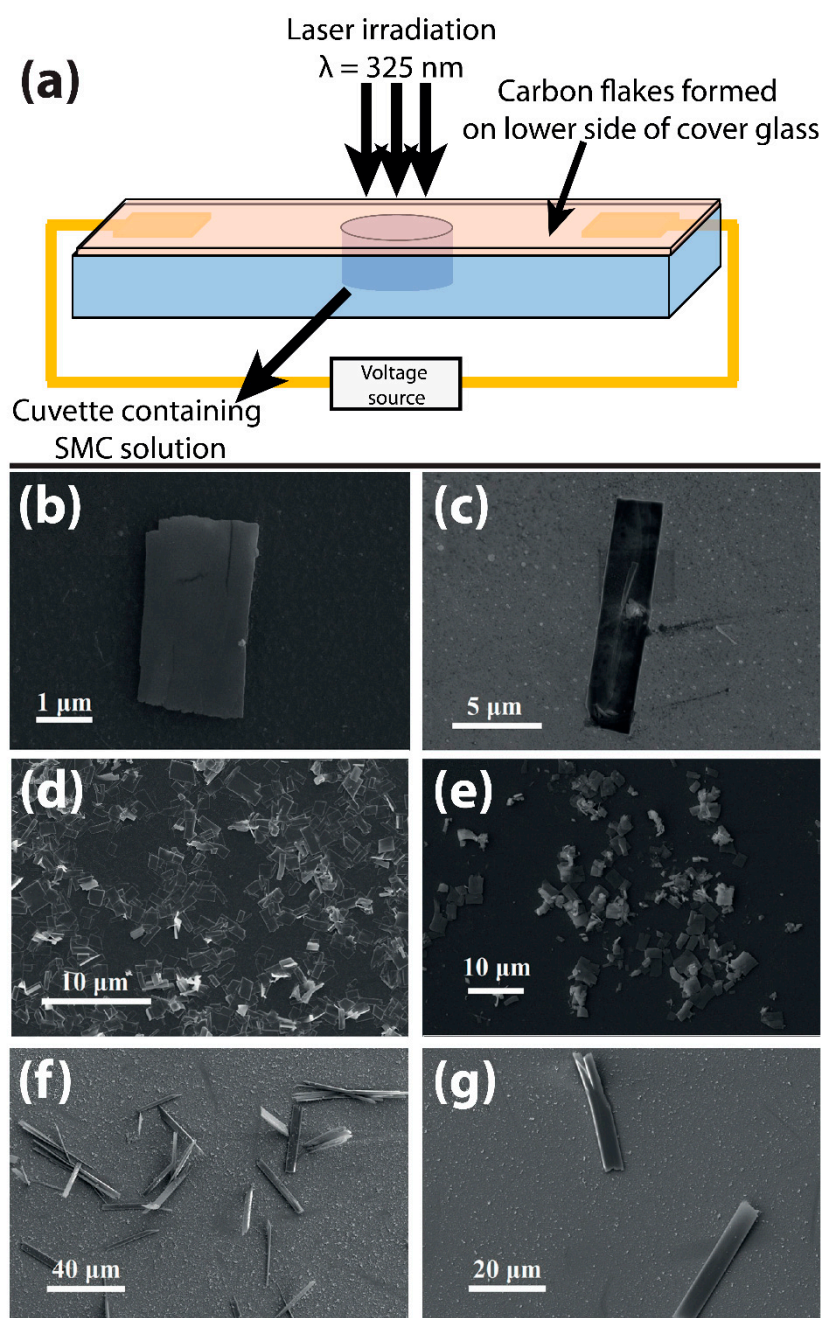 Laser irradiation
λ = 325 nm
(a)
Carbon flakes formed
on lower side of cover glass
Voltage
source
Cuvette containing
SMC solution
(b)
1 μm
(c)
5 μm
(d)
10 μm
(e)
10 μm
(f)
40 μm
(g)
20 μm